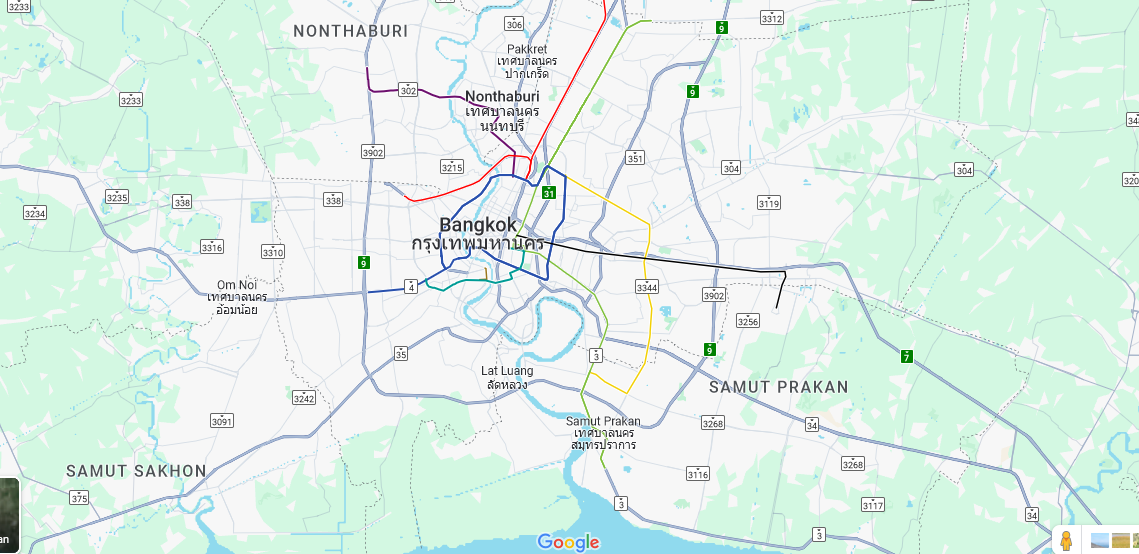 3233
3312
306
9
NONTHABURI
Pakkret
เทศบาลนคร
ปากเกร็ด
302
9
3233
Nonthaburi
เทศบาลนคร
นนทบุรี
3902
3215
351
304
304
31
3235
338
338
3119
3234
Bangkok
กรุงเทพมหานคร
3316
3310
9
4
3344
3902
Om Noi
เทศบาลนคร
อ้อมน้อย
3256
35
3
9
7
Lat Luang
ลัดหลวง
SAMUT PRAKAN
3242
3091
Samut Prakan
เทศบาลนคร
สมุทรปราการ
3268
34
SAMUT SAKHON
3268
3116
375
3
3117
34
3
Google